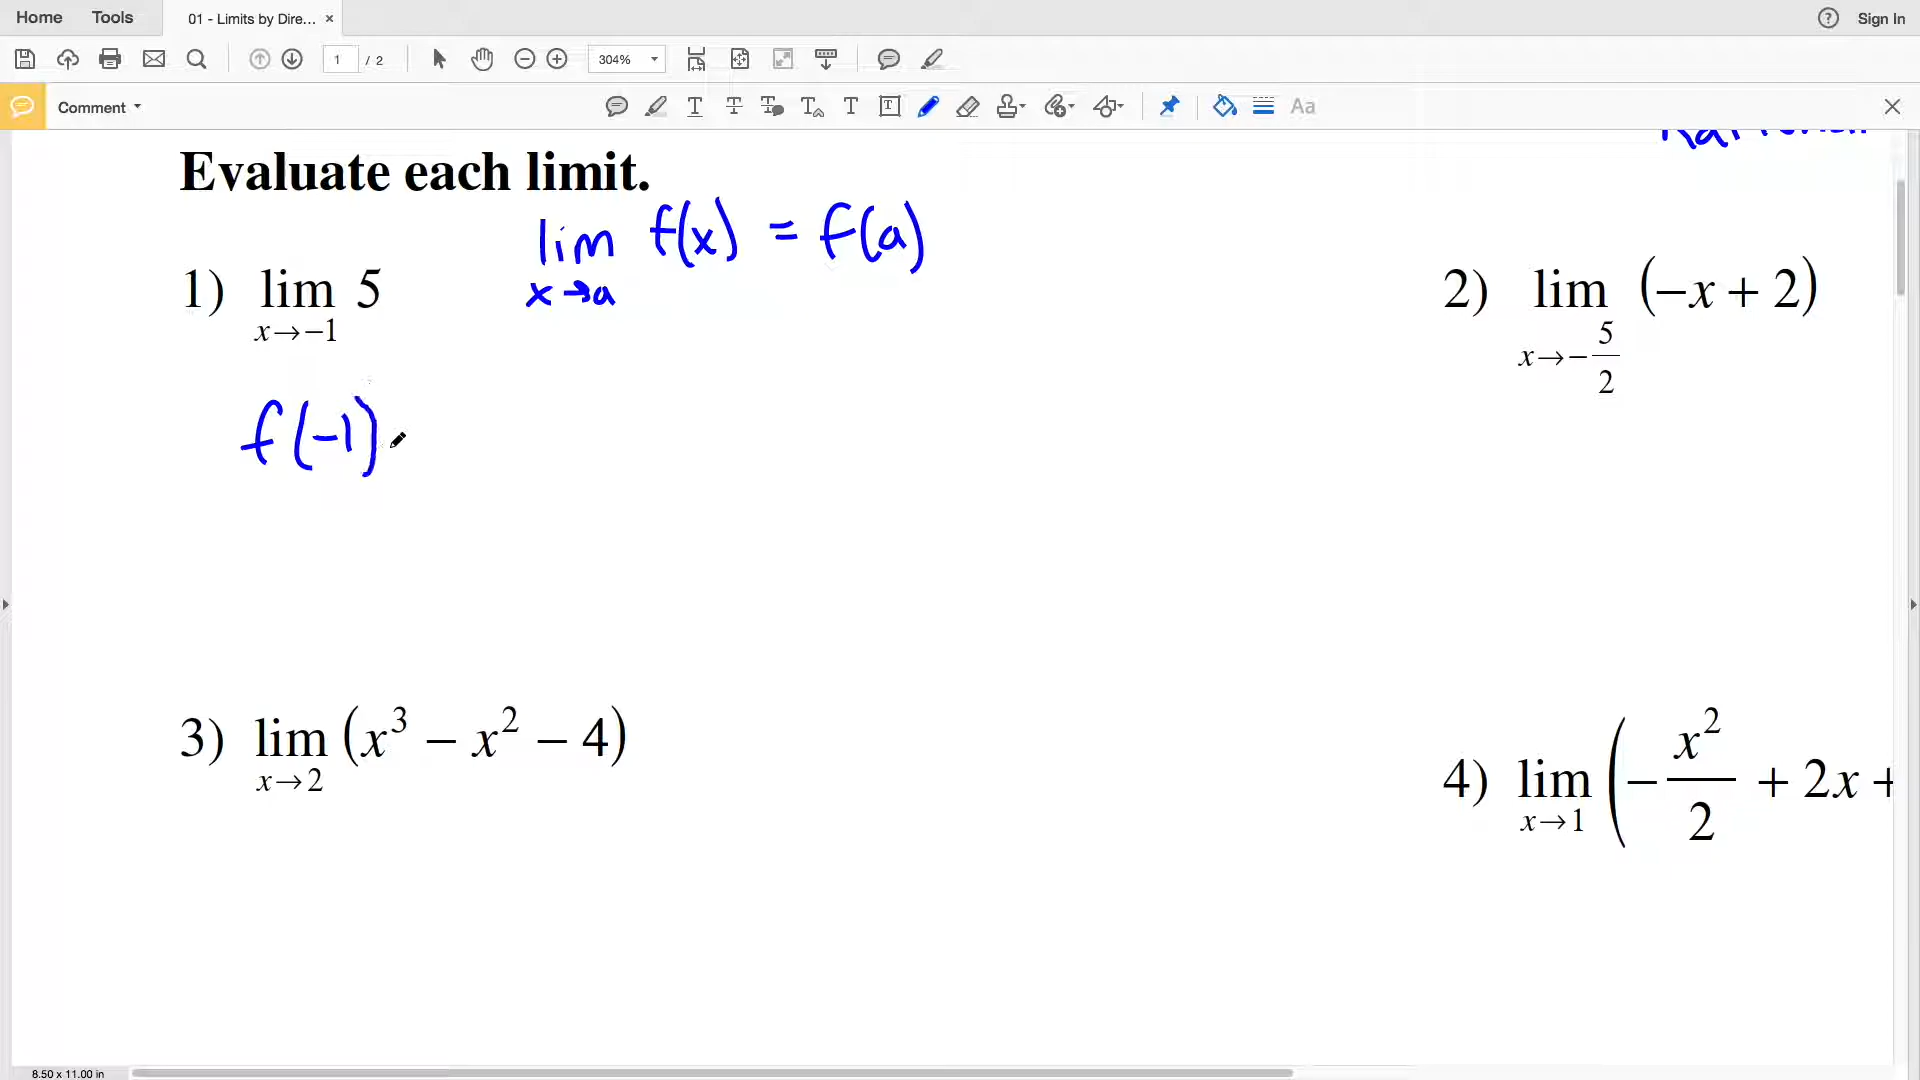 Home Tools 01 - Limits by Dire... × Sign In
1 / 2 304%
Comment Aa
Evaluate each limit.
lim f(x) = f(a)
x→a
1) lim 5
x→−1
2) lim (−x + 2)
x→−5/2
f(-1)
3) lim (x³ − x² − 4)
x→2
4) lim (−x²/2 + 2x +
x→1
8.50 x 11.00 in